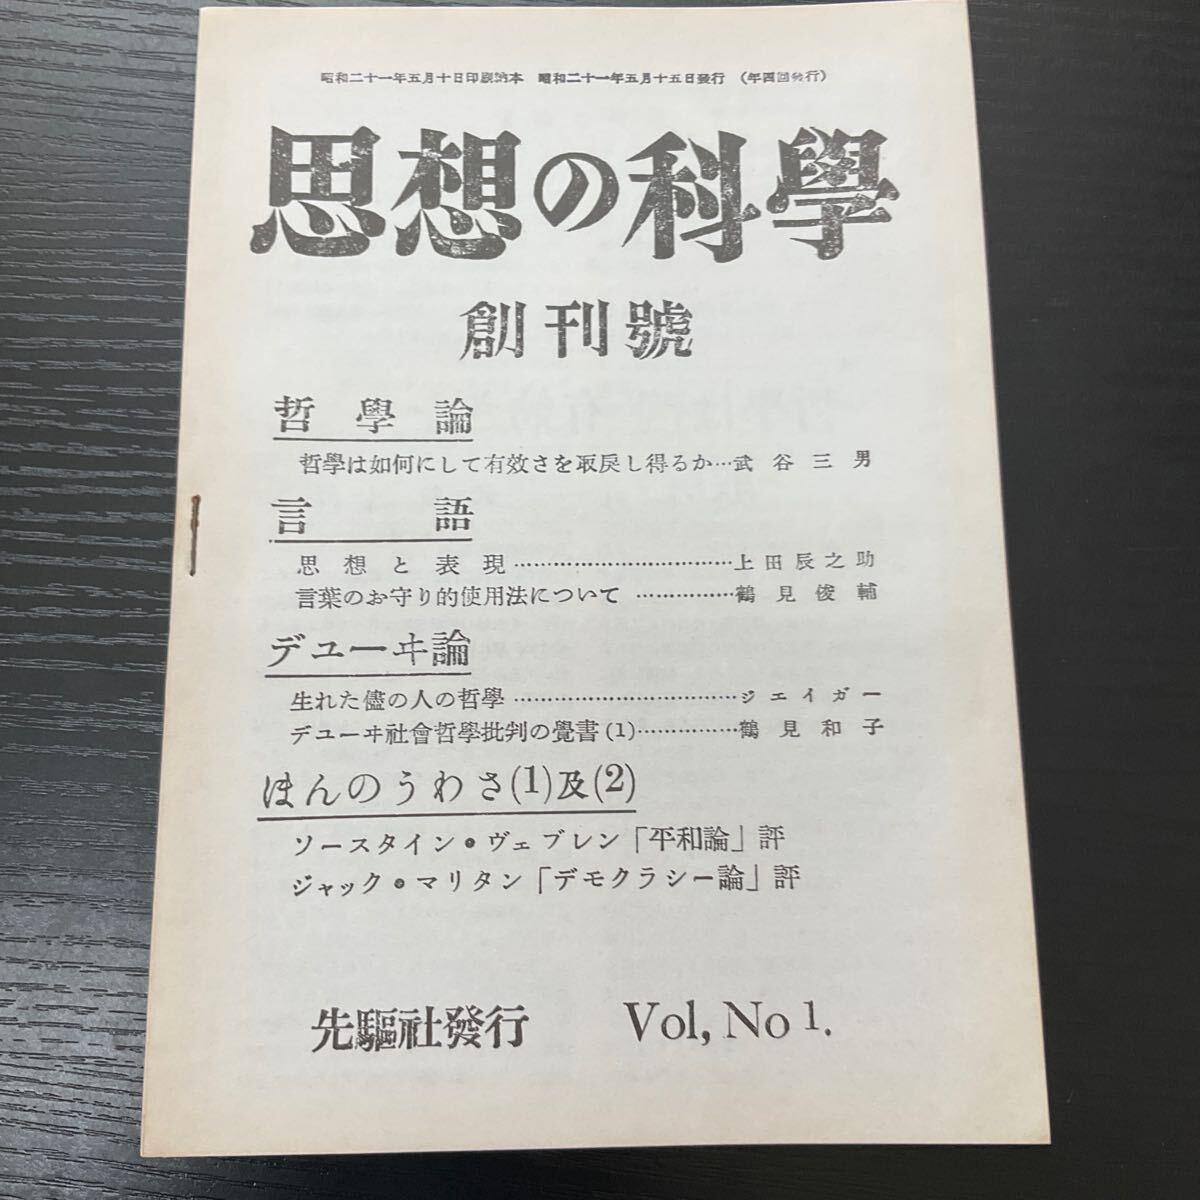 昭和二十一年五月十日印刷納本　昭和二十一年五月十五日發行　（年四回発行）
思想の科學
創刊號
哲學論
哲學は如何にして有效さを取戾し得るか…武谷三男
言語
思想と表現……………………………上田辰之助
言葉のお守り的使用法について……………鶴見俊輔
デユーヰ論
生れた儘の人の哲學……………………………ジエイガー
デユーヰ社會哲學批判の覺書(1)……………鶴見和子
ほんのうわさ(1)及(2)
ソースタイン・ヴェブレン「平和論」評
ジャック・マリタン「デモクラシー論」評
先驅社發行　Vol, No 1.